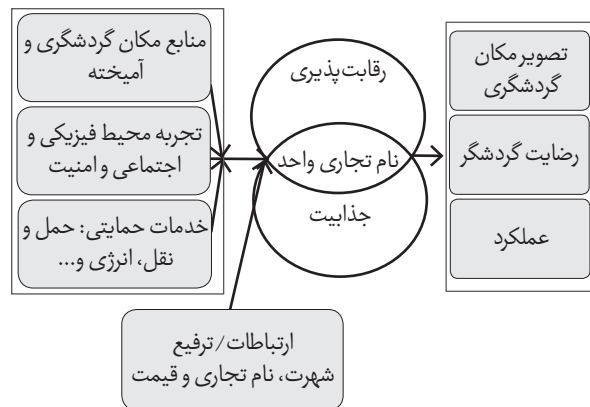 منابع مکان گردشگری و
آمیخته
تجربه محیط فیزیکی و
اجتماعی و امنیت
خدمات حمایتی: حمل و
نقل، انرژی و...
رقابت‌پذیری
نام تجاری واحد
جذابیت
تصویر مکان
گردشگری
رضایت گردشگر
عملکرد
ارتباطات/ترفیع
شهرت، نام تجاری و قیمت